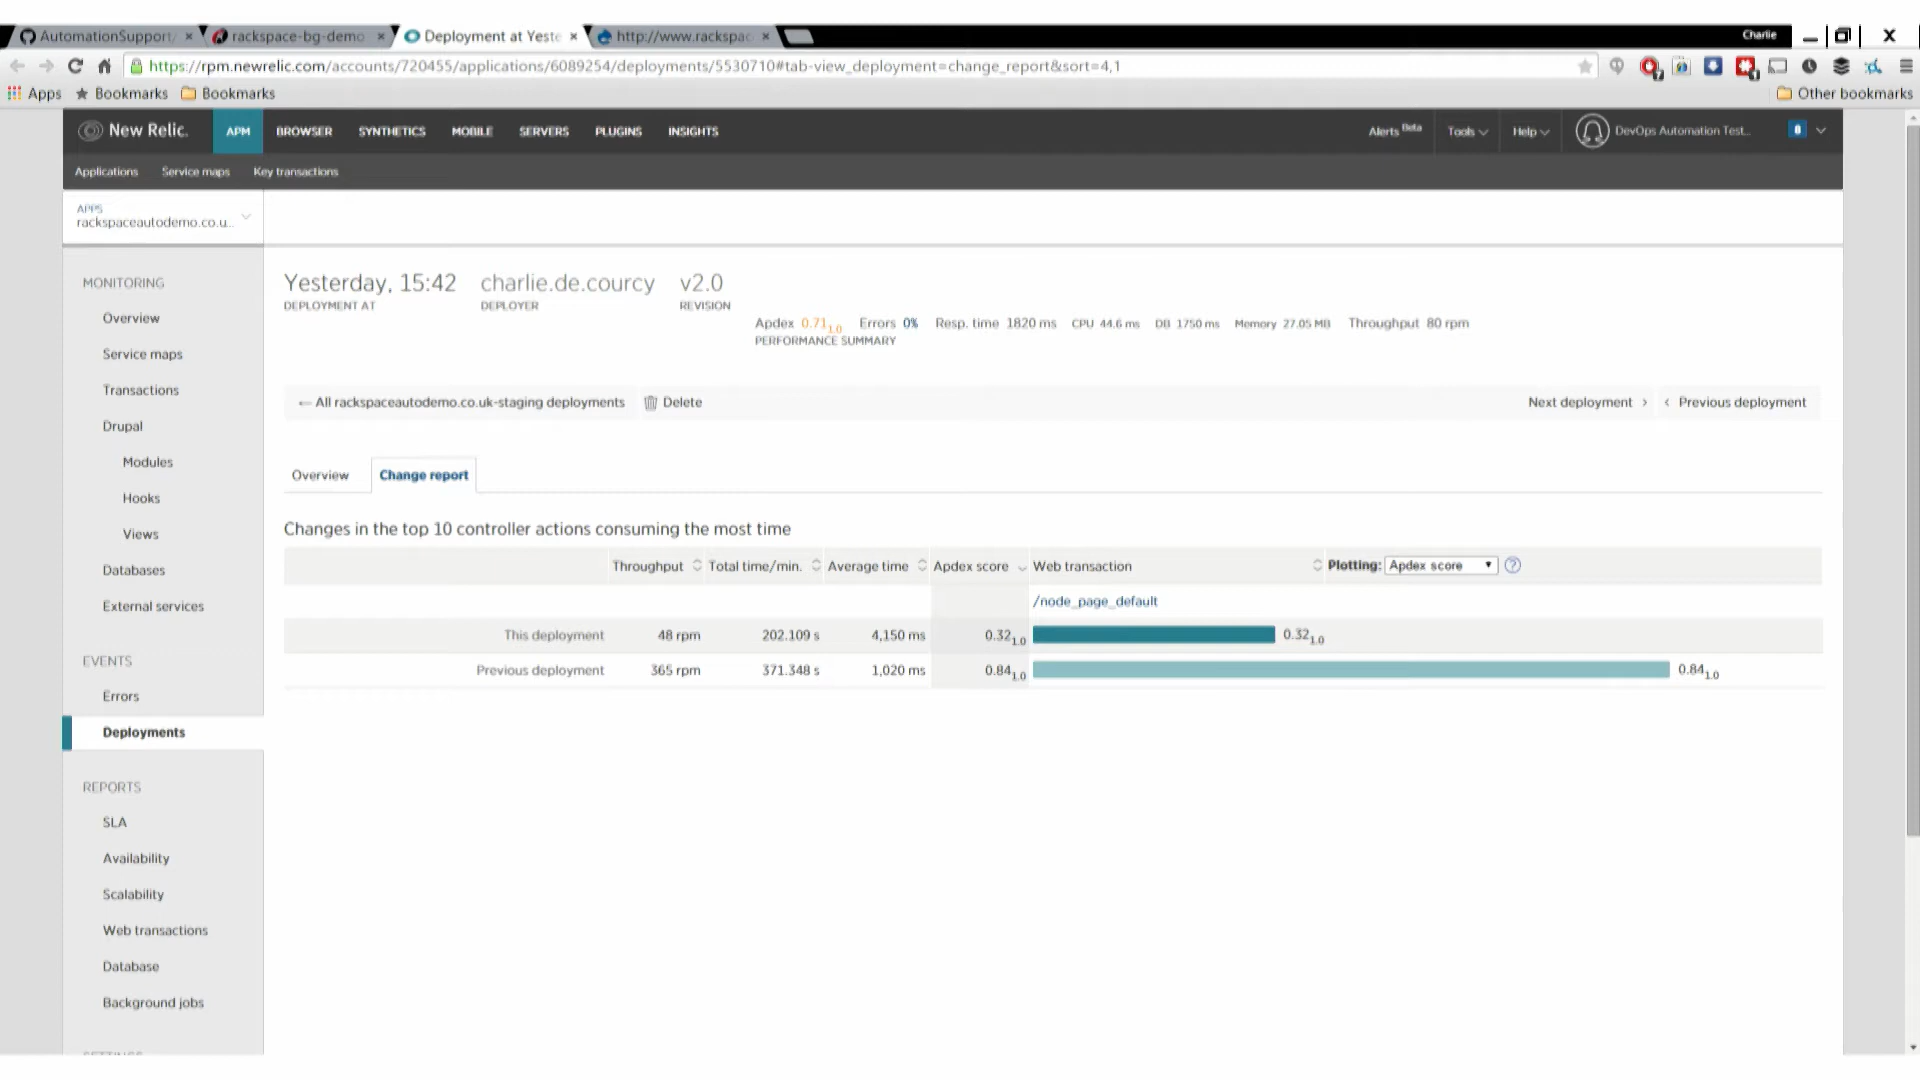 AutomationSupport/ × rackspace-bg-demo × Deployment at Yeste × http://www.rackspac × Charlie
https://rpm.newrelic.com/accounts/720455/applications/6089254/deployments/5530710#tab-view_deployment=change_report&sort=4,1
Apps Bookmarks Bookmarks Other bookmarks
New Relic. APM BROWSER SYNTHETICS MOBILE SERVERS PLUGINS INSIGHTS Alerts Beta Tools Help DevOps Automation Test...
Applications Service maps Key transactions
APPS
rackspaceautodemo.co.u...
MONITORING
Overview
Service maps
Transactions
Drupal
Modules
Hooks
Views
Databases
External services
EVENTS
Errors
Deployments
REPORTS
SLA
Availability
Scalability
Web transactions
Database
Background jobs
Yesterday, 15:42 charlie.de.courcy v2.0
DEPLOYMENT AT DEPLOYER REVISION
Apdex 0.71 1.0 Errors 0% Resp. time 1820 ms CPU 44.6 ms DB 1750 ms Memory 27.05 MB Throughput 80 rpm
PERFORMANCE SUMMARY
← All rackspaceautodemo.co.uk-staging deployments Delete Next deployment › ‹ Previous deployment
Overview Change report
Changes in the top 10 controller actions consuming the most time
Throughput Total time/min. Average time Apdex score Web transaction Plotting: Apdex score ?
/node_page_default
This deployment 48 rpm 202.109 s 4,150 ms 0.32 1.0 0.32 1.0
Previous deployment 365 rpm 371.348 s 1,020 ms 0.84 1.0 0.84 1.0